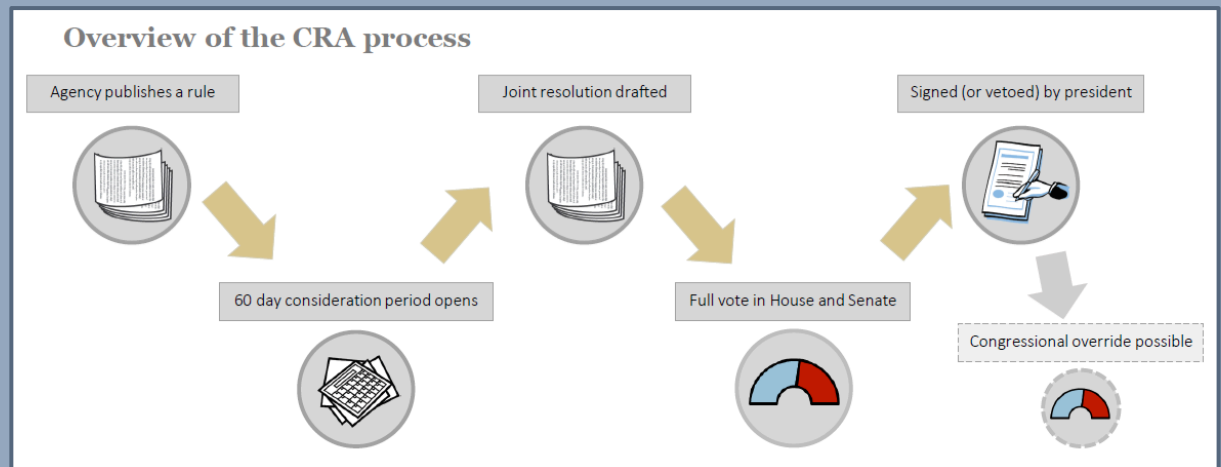 Overview of the CRA process
Agency publishes a rule
60 day consideration period opens
Joint resolution drafted
Full vote in House and Senate
Signed (or vetoed) by president
Congressional override possible